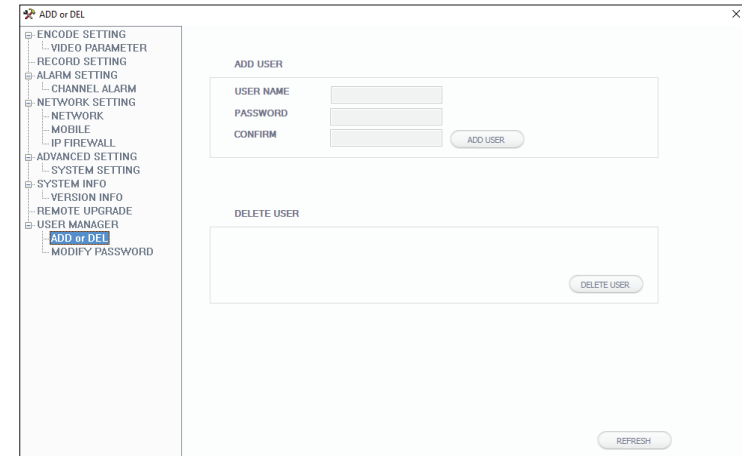 ADD or DEL
ENCODE SETTING
VIDEO PARAMETER
RECORD SETTING
ALARM SETTING
CHANNEL ALARM
NETWORK SETTING
NETWORK
MOBILE
IP FIREWALL
ADVANCED SETTING
SYSTEM SETTING
SYSTEM INFO
VERSION INFO
REMOTE UPGRADE
USER MANAGER
ADD or DEL
MODIFY PASSWORD
ADD USER
USER NAME
PASSWORD
CONFIRM
ADD USER
DELETE USER
DELETE USER
REFRESH